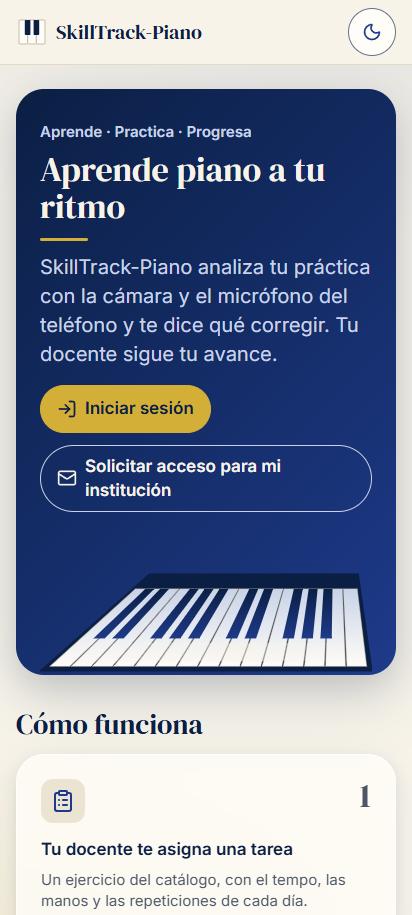 SkillTrack-Piano
Aprende · Practica · Progresa
Aprende piano a tu
ritmo
SkillTrack-Piano analiza tu práctica
con la cámara y el micrófono del
teléfono y te dice qué corregir. Tu
docente sigue tu avance.
Iniciar sesión
Solicitar acceso para mi
institución
Cómo funciona
1
Tu docente te asigna una tarea
Un ejercicio del catálogo, con el tempo, las
manos y las repeticiones de cada día.